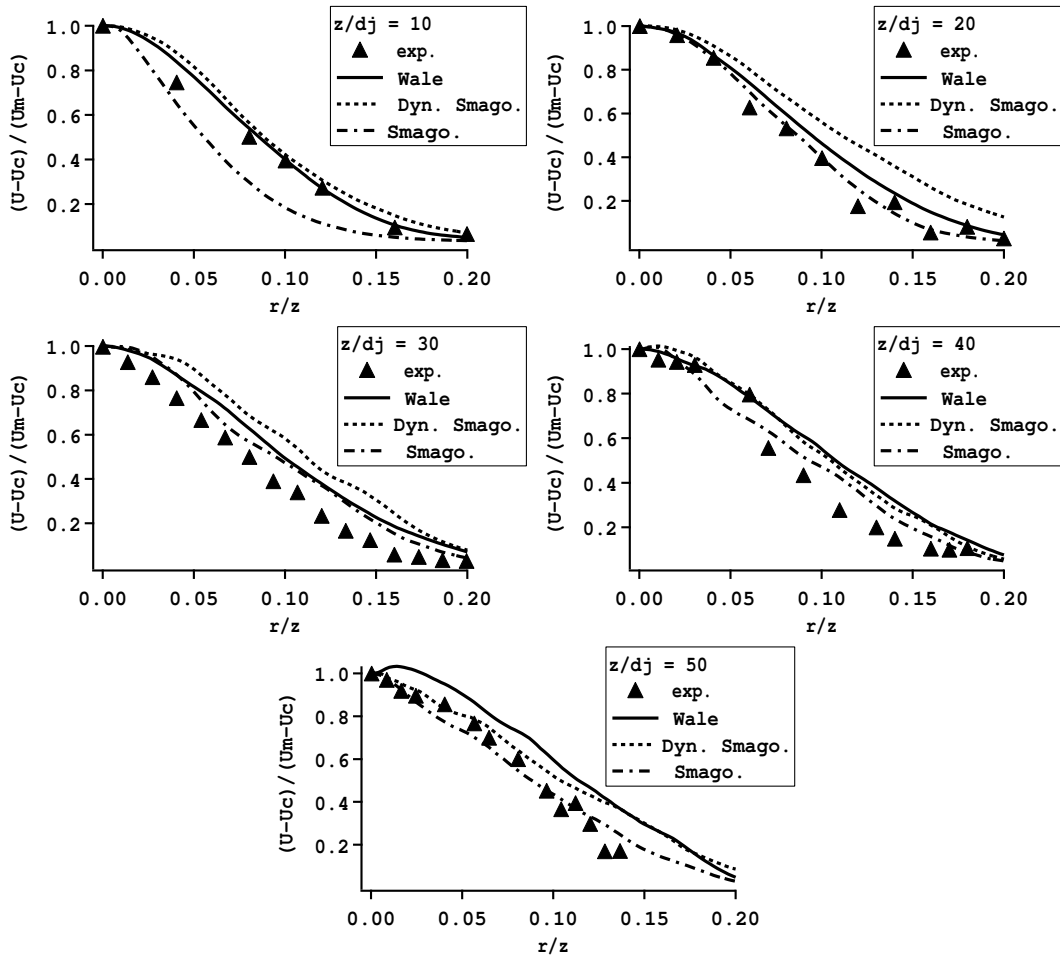 z/dj = 10
exp.
Wale
Dyn. Smago.
Smago.
(U-Uc)/(Um-Uc)
1.0
0.8
0.6
0.4
0.2
0.00 0.05 0.10 0.15 0.20
r/z
z/dj = 20
exp.
Wale
Dyn. Smago.
Smago.
(U-Uc)/(Um-Uc)
1.0
0.8
0.6
0.4
0.2
0.00 0.05 0.10 0.15 0.20
r/z
z/dj = 30
exp.
Wale
Dyn. Smago.
Smago.
(U-Uc)/(Um-Uc)
1.0
0.8
0.6
0.4
0.2
0.00 0.05 0.10 0.15 0.20
r/z
z/dj = 40
exp.
Wale
Dyn. Smago.
Smago.
(U-Uc)/(Um-Uc)
1.0
0.8
0.6
0.4
0.2
0.00 0.05 0.10 0.15 0.20
r/z
z/dj = 50
exp.
Wale
Dyn. Smago.
Smago.
(U-Uc)/(Um-Uc)
1.0
0.8
0.6
0.4
0.2
0.00 0.05 0.10 0.15 0.20
r/z